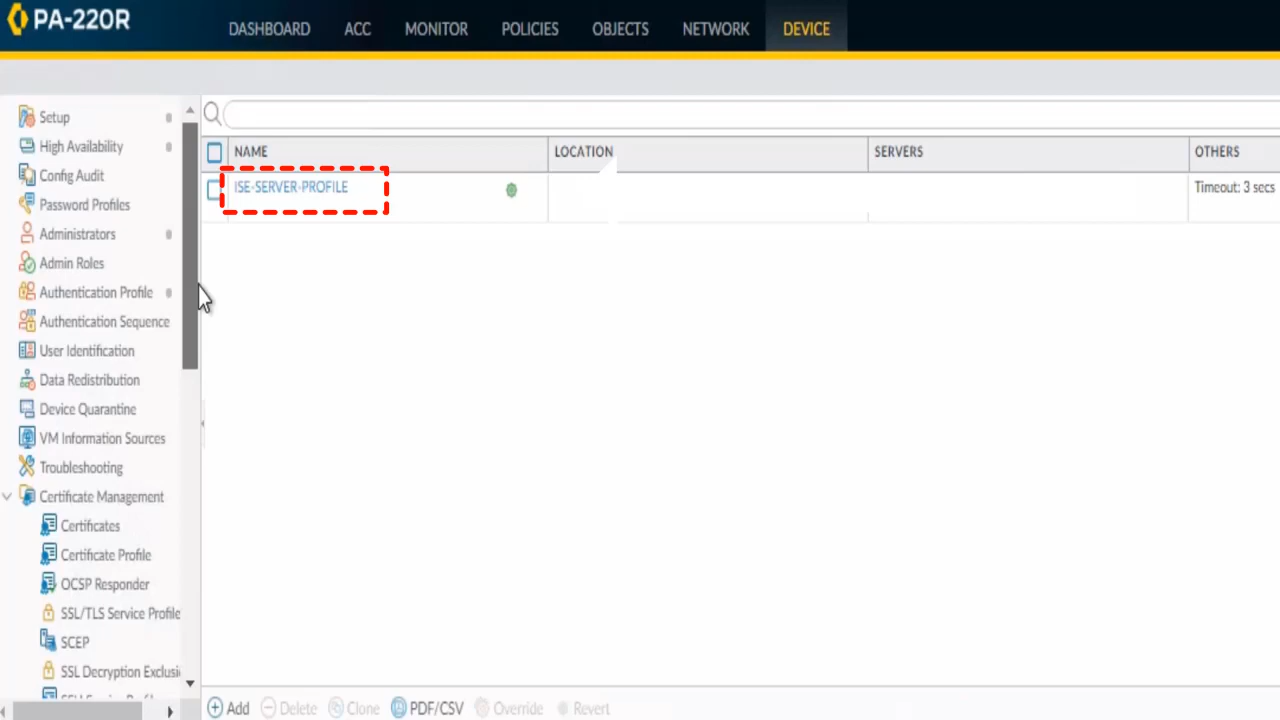 PA-220R
DASHBOARD
ACC
MONITOR
POLICIES
OBJECTS
NETWORK
DEVICE
Setup
High Availability
Config Audit
Password Profiles
Administrators
Admin Roles
Authentication Profile
Authentication Sequence
User Identification
Data Redistribution
Device Quarantine
VM Information Sources
Troubleshooting
Certificate Management
Certificates
Certificate Profile
OCSP Responder
SSL/TLS Service Profile
SCEP
SSL Decryption Exclusi
NAME
LOCATION
SERVERS
OTHERS
ISE-SERVER-PROFILE
Timeout: 3 secs
Add
Delete
Clone
PDF/CSV
Override
Revert